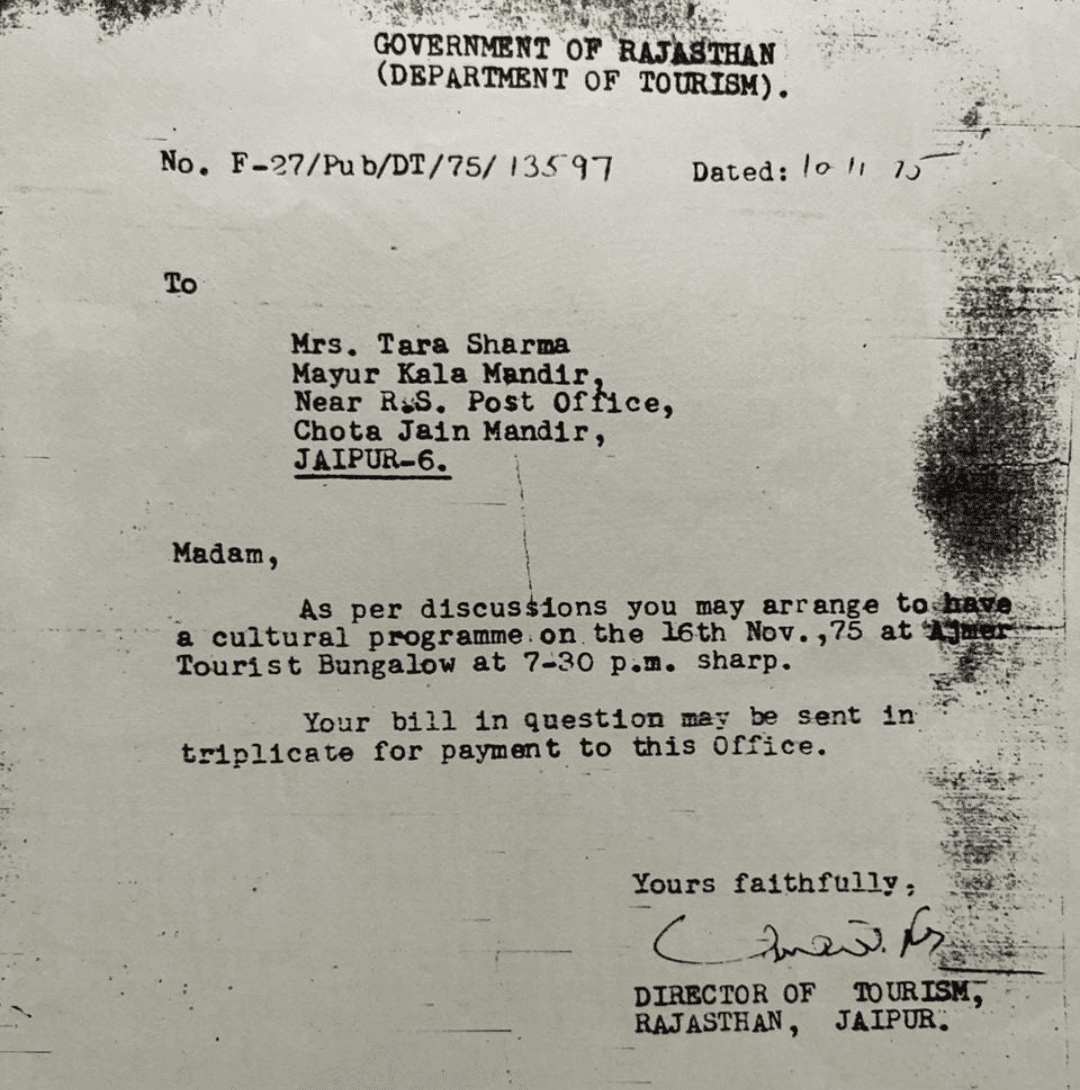 GOVERNMENT OF RAJASTHAN
(DEPARTMENT OF TOURISM).
No. F-27/Pub/DT/75/13597 Dated: 10 11 75
To
Mrs. Tara Sharma
Mayur Kala Mandir,
Near R.S. Post Office,
Chota Jain Mandir,
JAIPUR-6.
Madam,
As per discussions you may arrange to have
a cultural programme on the 16th Nov.,75 at Ajmer
Tourist Bungalow at 7-30 p.m. sharp.
Your bill in question may be sent in
triplicate for payment to this Office.
Yours faithfully,
DIRECTOR OF TOURISM,
RAJASTHAN, JAIPUR.